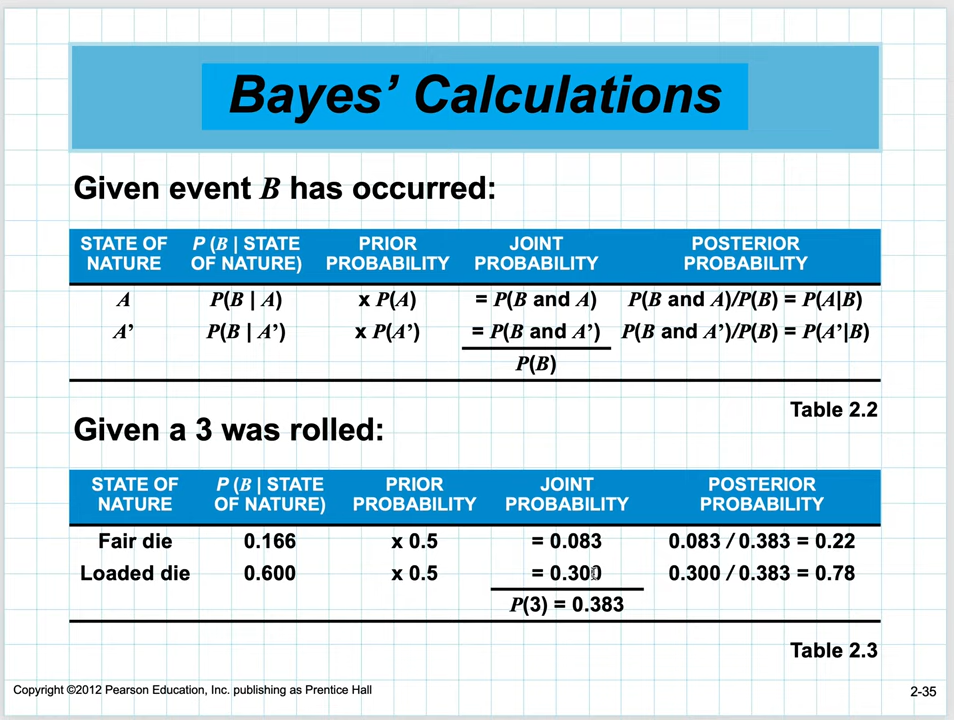 Bayes’ Calculations
Given event B has occurred:
STATE OF NATURE P (B | STATE OF NATURE) PRIOR PROBABILITY JOINT PROBABILITY POSTERIOR PROBABILITY
A P(B | A) x P(A) = P(B and A) P(B and A)/P(B) = P(A|B)
A’ P(B | A’) x P(A’) = P(B and A’) P(B and A’)/P(B) = P(A’|B)
P(B)
Table 2.2
Given a 3 was rolled:
STATE OF NATURE P (B | STATE OF NATURE) PRIOR PROBABILITY JOINT PROBABILITY POSTERIOR PROBABILITY
Fair die 0.166 x 0.5 = 0.083 0.083 / 0.383 = 0.22
Loaded die 0.600 x 0.5 = 0.300 0.300 / 0.383 = 0.78
P(3) = 0.383
Table 2.3
Copyright ©2012 Pearson Education, Inc. publishing as Prentice Hall
2-35